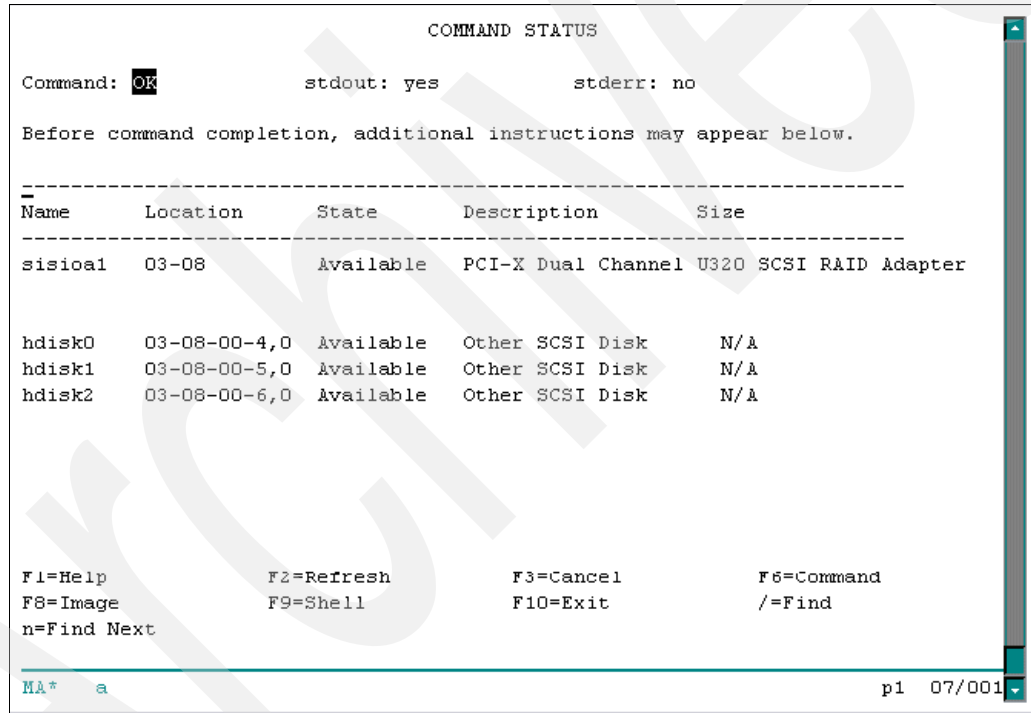 COMMAND STATUS
Command: OK stdout: yes stderr: no
Before command completion, additional instructions may appear below.
------------------------------------------------------------------------
Name Location State Description Size
------------------------------------------------------------------------
sisioa1 03-08 Available PCI-X Dual Channel U320 SCSI RAID Adapter
hdisk0 03-08-00-4,0 Available Other SCSI Disk N/A
hdisk1 03-08-00-5,0 Available Other SCSI Disk N/A
hdisk2 03-08-00-6,0 Available Other SCSI Disk N/A
F1=Help F2=Refresh F3=Cancel F6=Command
F8=Image F9=Shell F10=Exit /=Find
n=Find Next
MA* a p1 07/001